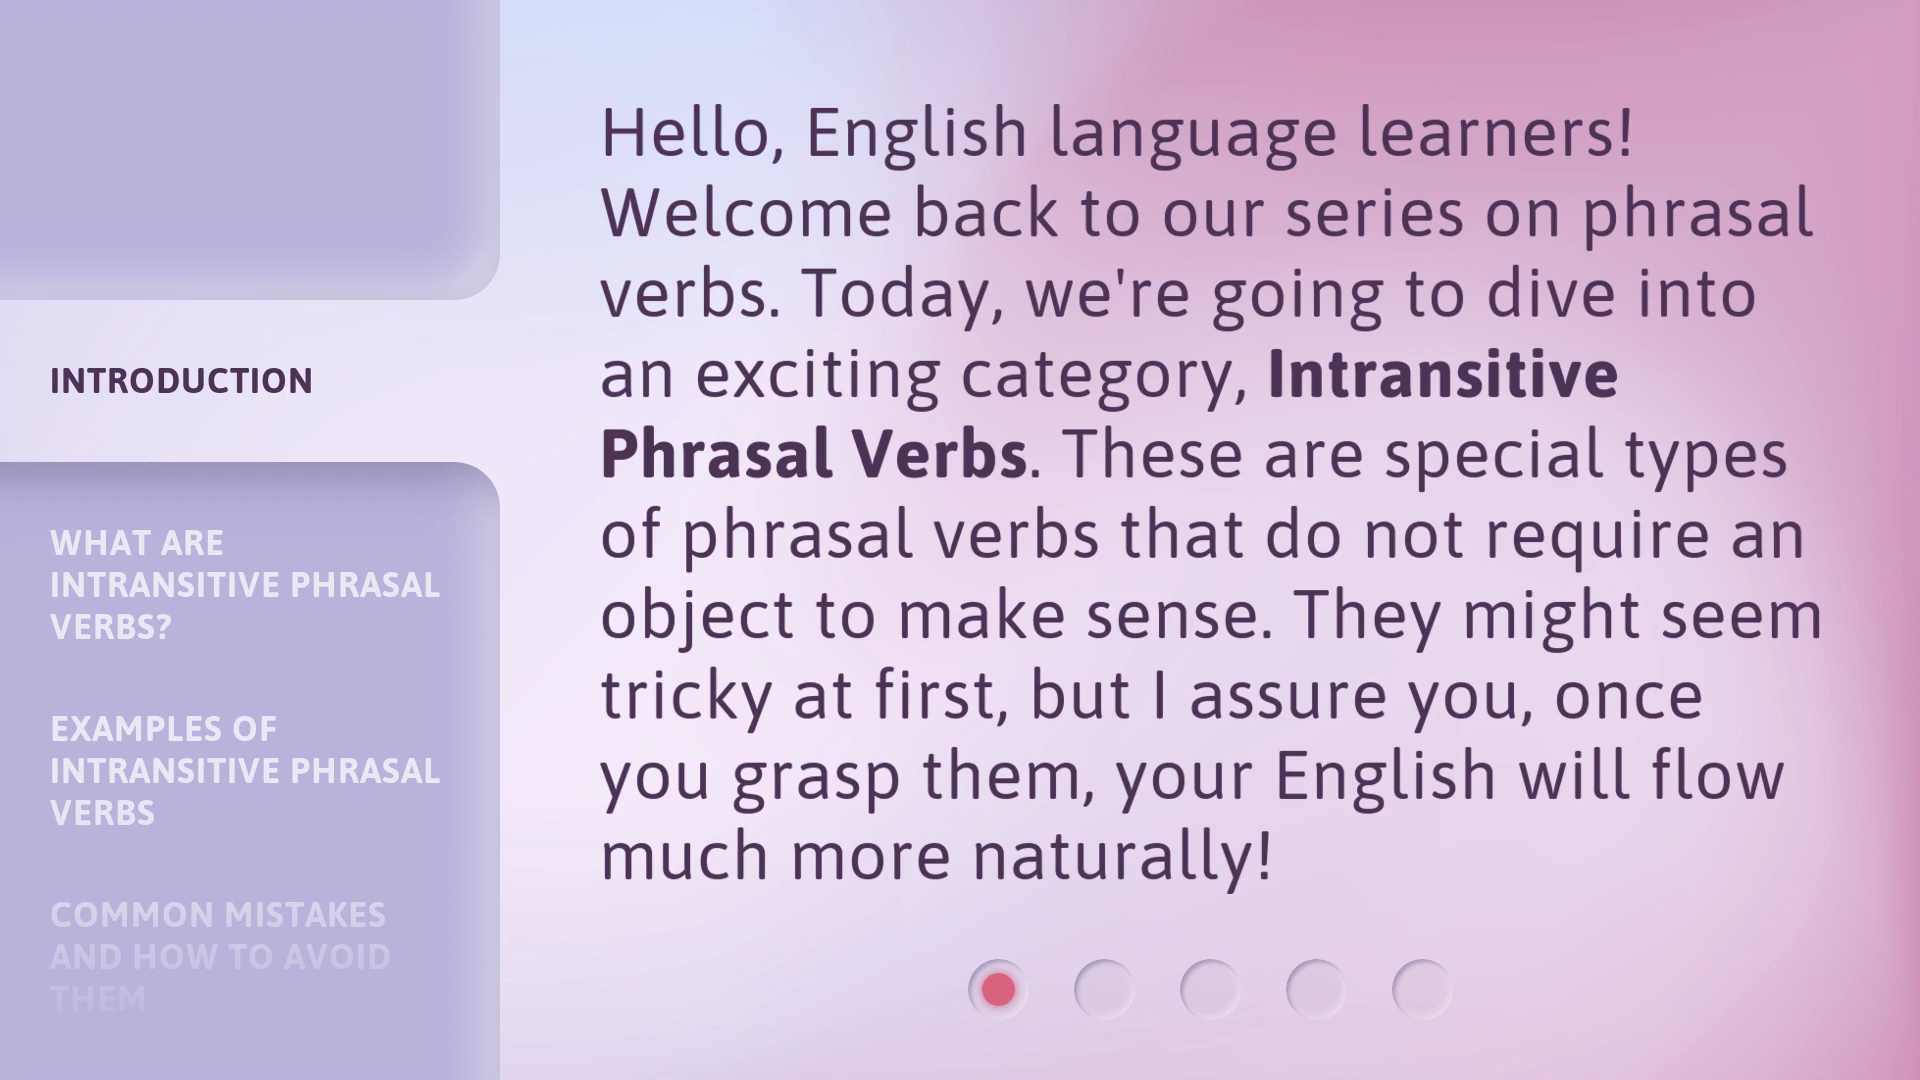 INTRODUCTION
WHAT ARE
INTRANSITIVE PHRASAL
VERBS?
EXAMPLES OF
INTRANSITIVE PHRASAL
VERBS
COMMON MISTAKES
AND HOW TO AVOID
THEM
Hello, English language learners!
Welcome back to our series on phrasal
verbs. Today, we're going to dive into
an exciting category, Intransitive
Phrasal Verbs. These are special types
of phrasal verbs that do not require an
object to make sense. They might seem
tricky at first, but I assure you, once
you grasp them, your English will flow
much more naturally!